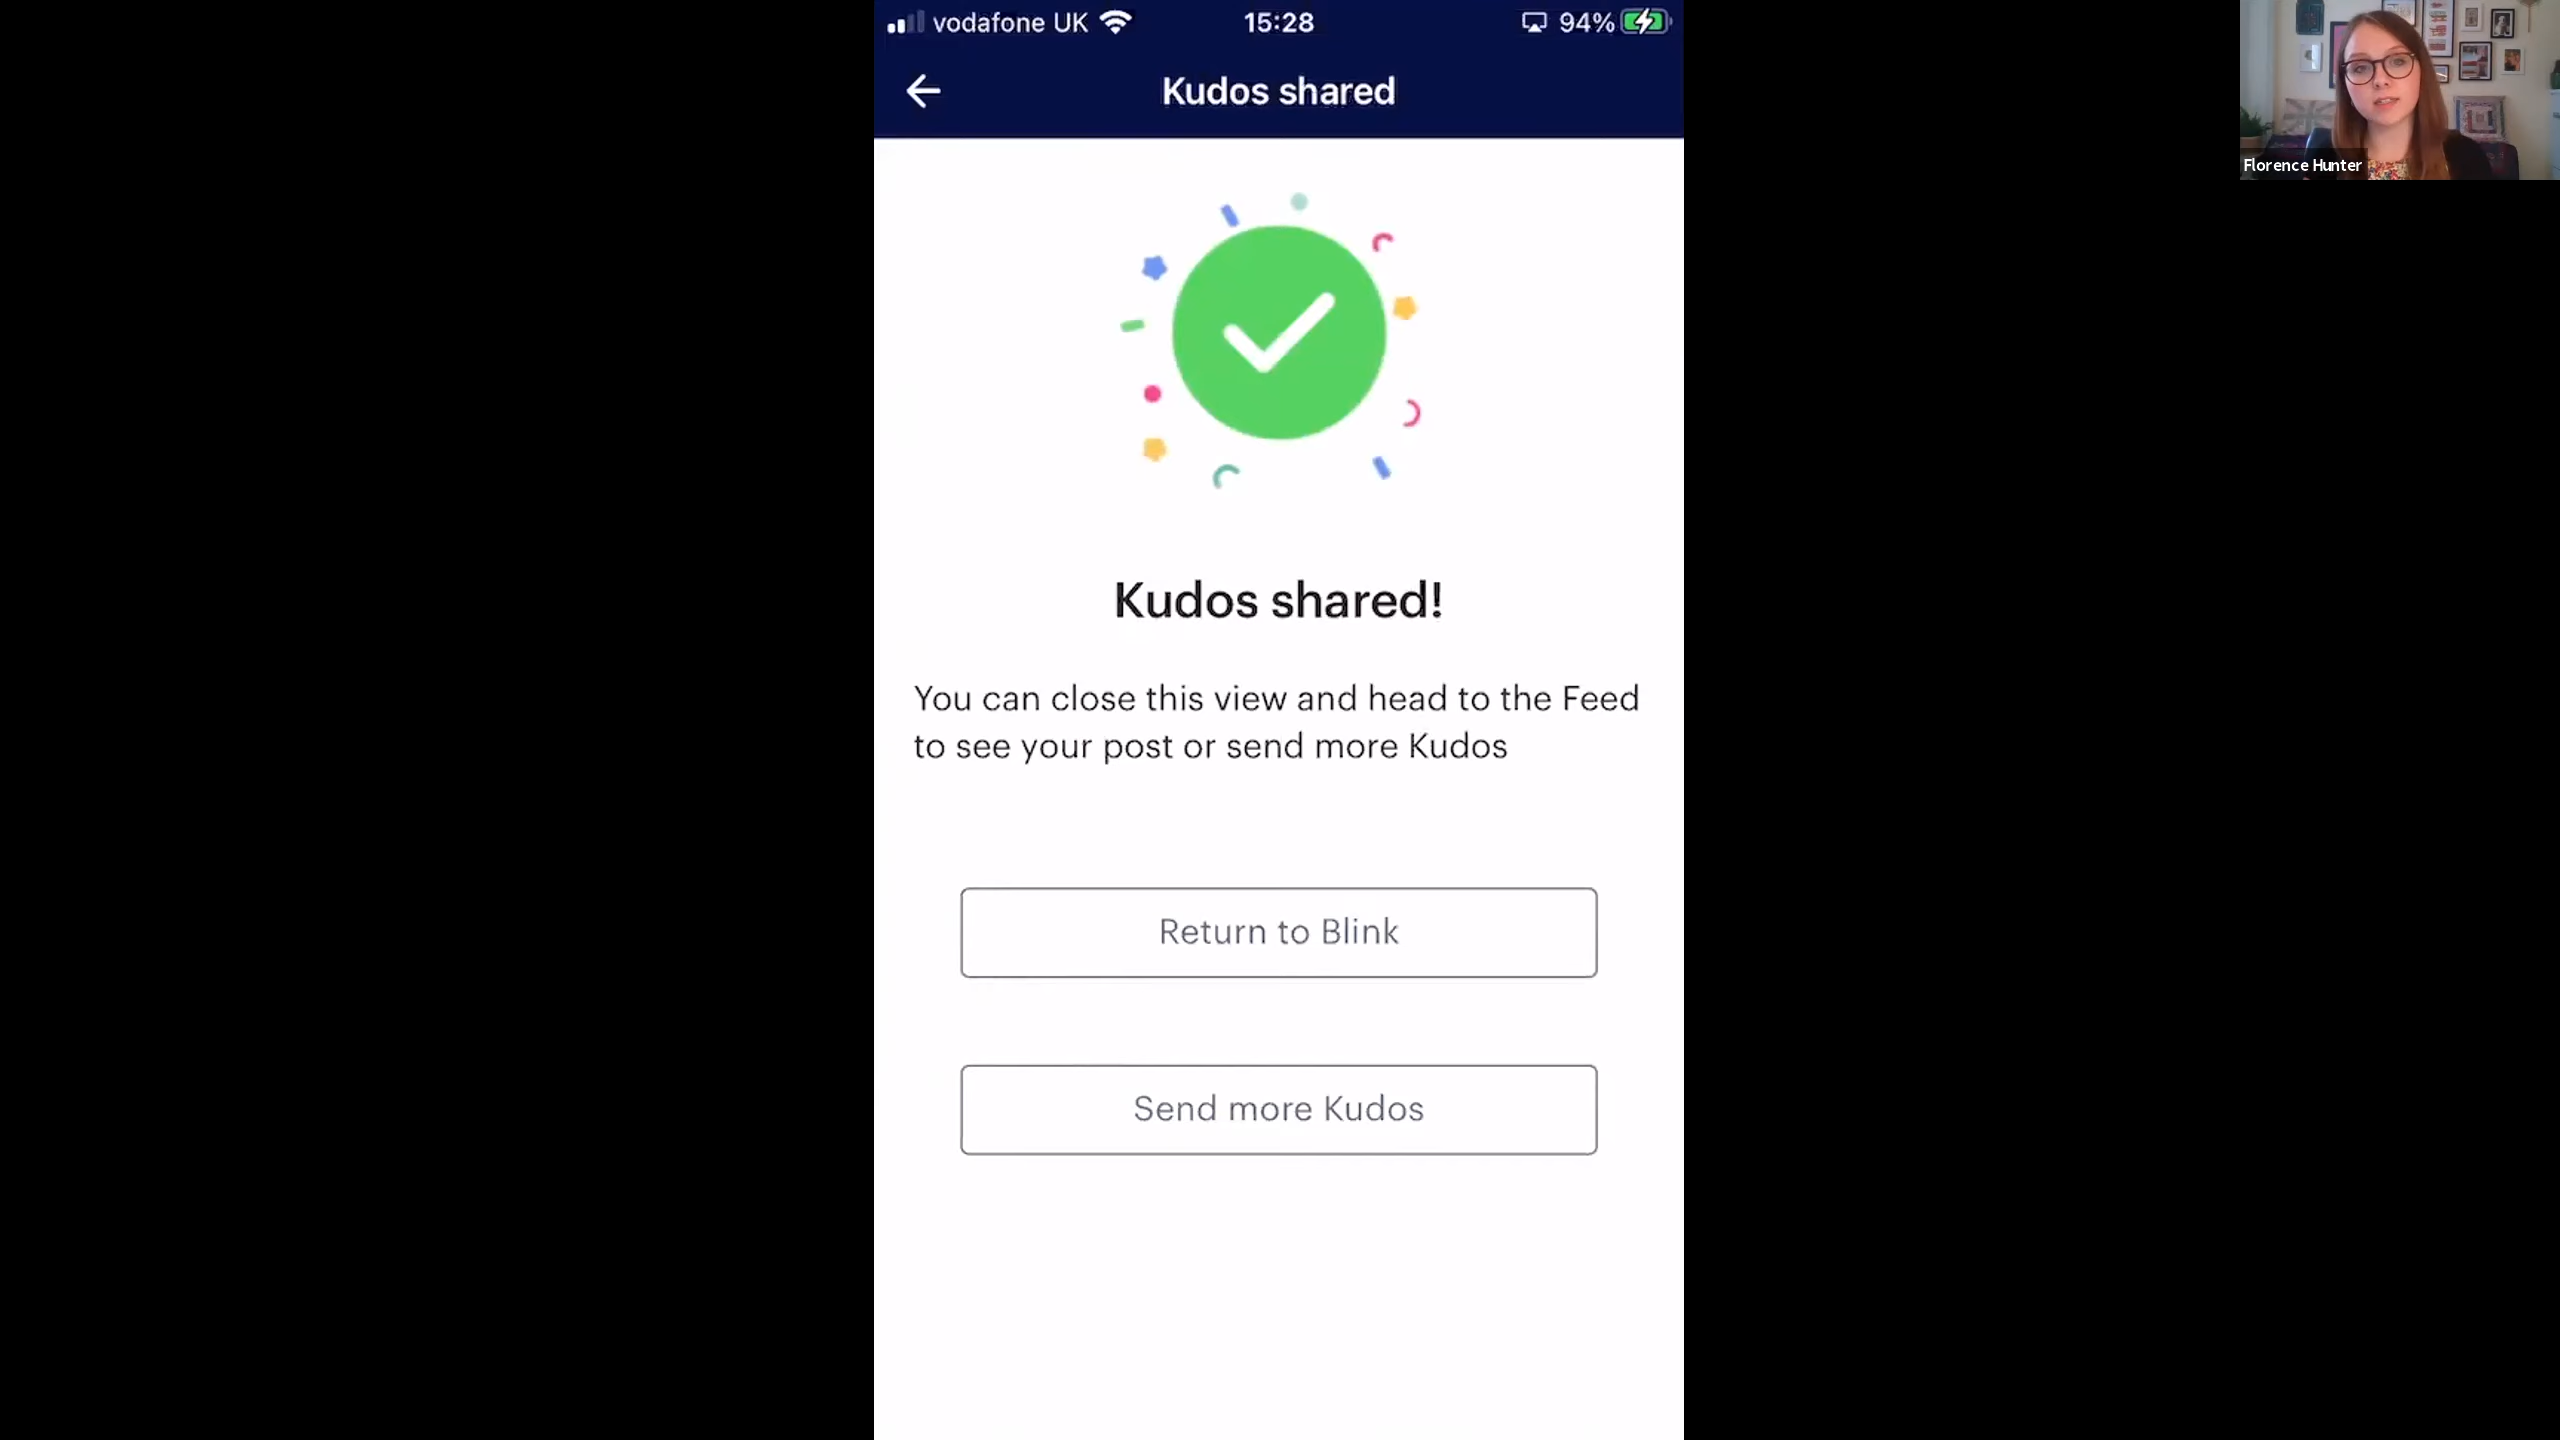 vodafone UK
15:28
94%
Kudos shared
Florence Hunter
Kudos shared!
You can close this view and head to the Feed
to see your post or send more Kudos
Return to Blink
Send more Kudos